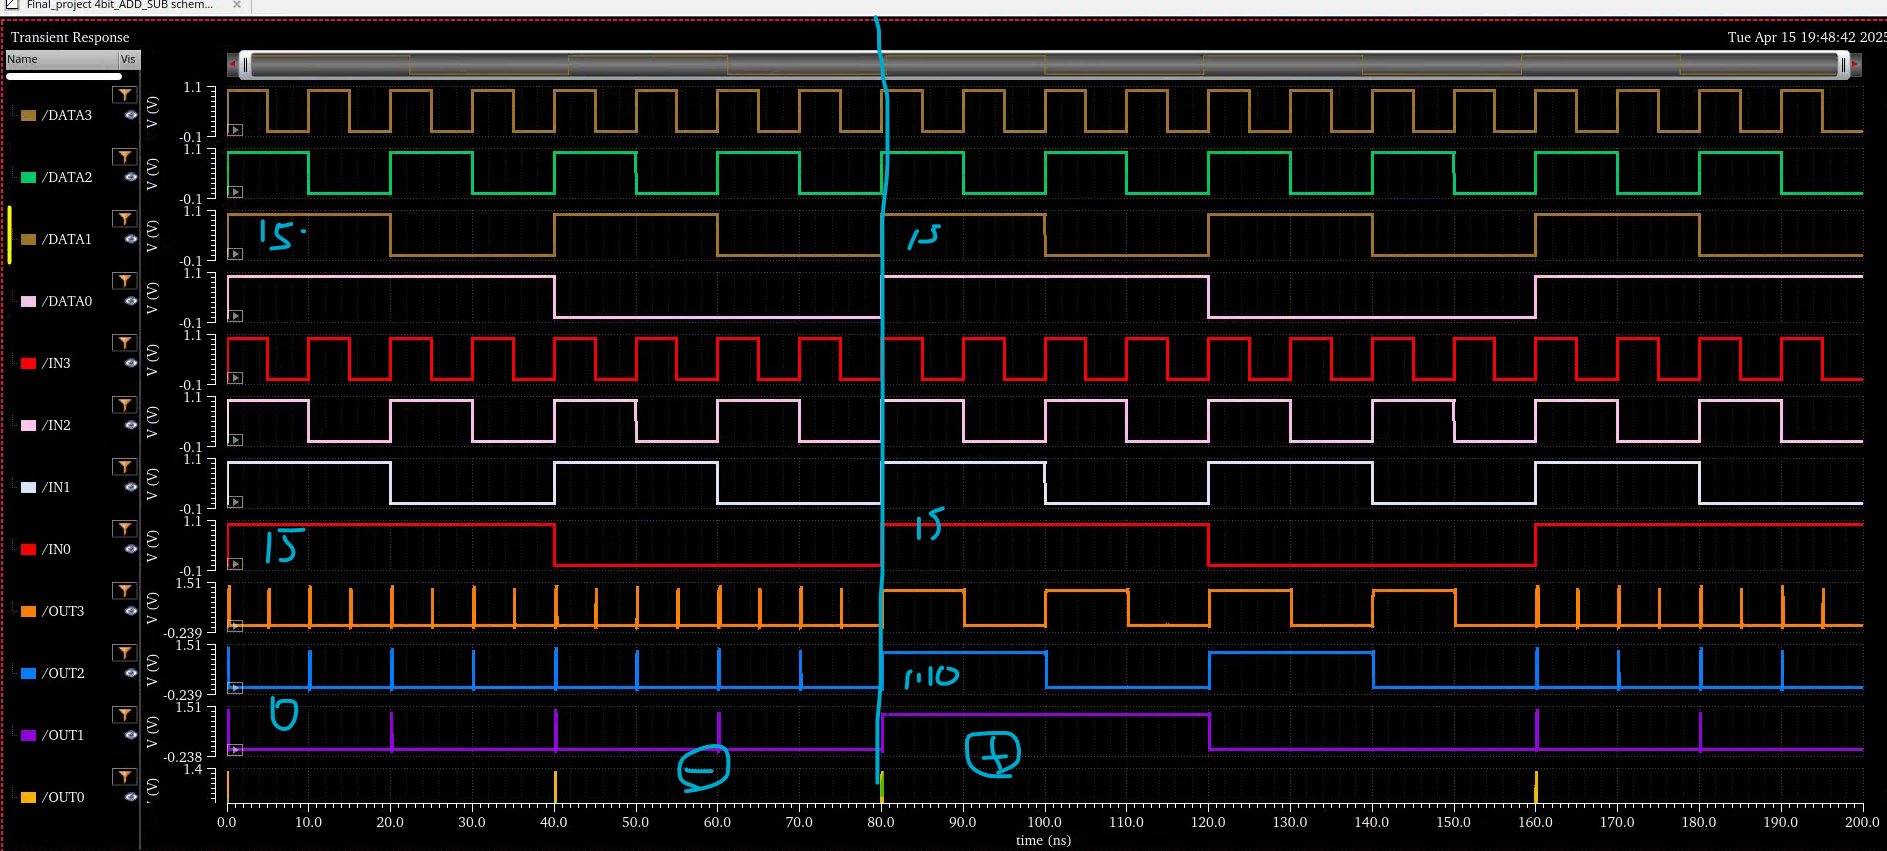 Final_project 4bit_ADD_SUB schem...
Transient Response
Tue Apr 15 19:48:42 2025
Name Vis
/DATA3 V (V) 1.1 -0.1
/DATA2 V (V) 1.1 -0.1
/DATA1 V (V) 1.1 -0.1 15 15
/DATA0 V (V) 1.1 -0.1
/IN3 V (V) 1.1 -0.1
/IN2 V (V) 1.1 -0.1
/IN1 V (V) 1.1 -0.1
/IN0 V (V) 1.1 -0.1 15 15
/OUT3 V (V) 1.51 -0.239
/OUT2 V (V) 1.51 -0.239 1110
/OUT1 V (V) 1.51 -0.238 0 - +
/OUT0 (V) 1.4
0.0 10.0 20.0 30.0 40.0 50.0 60.0 70.0 80.0 90.0 100.0 110.0 120.0 130.0 140.0 150.0 160.0 170.0 180.0 190.0 200.0
time (ns)